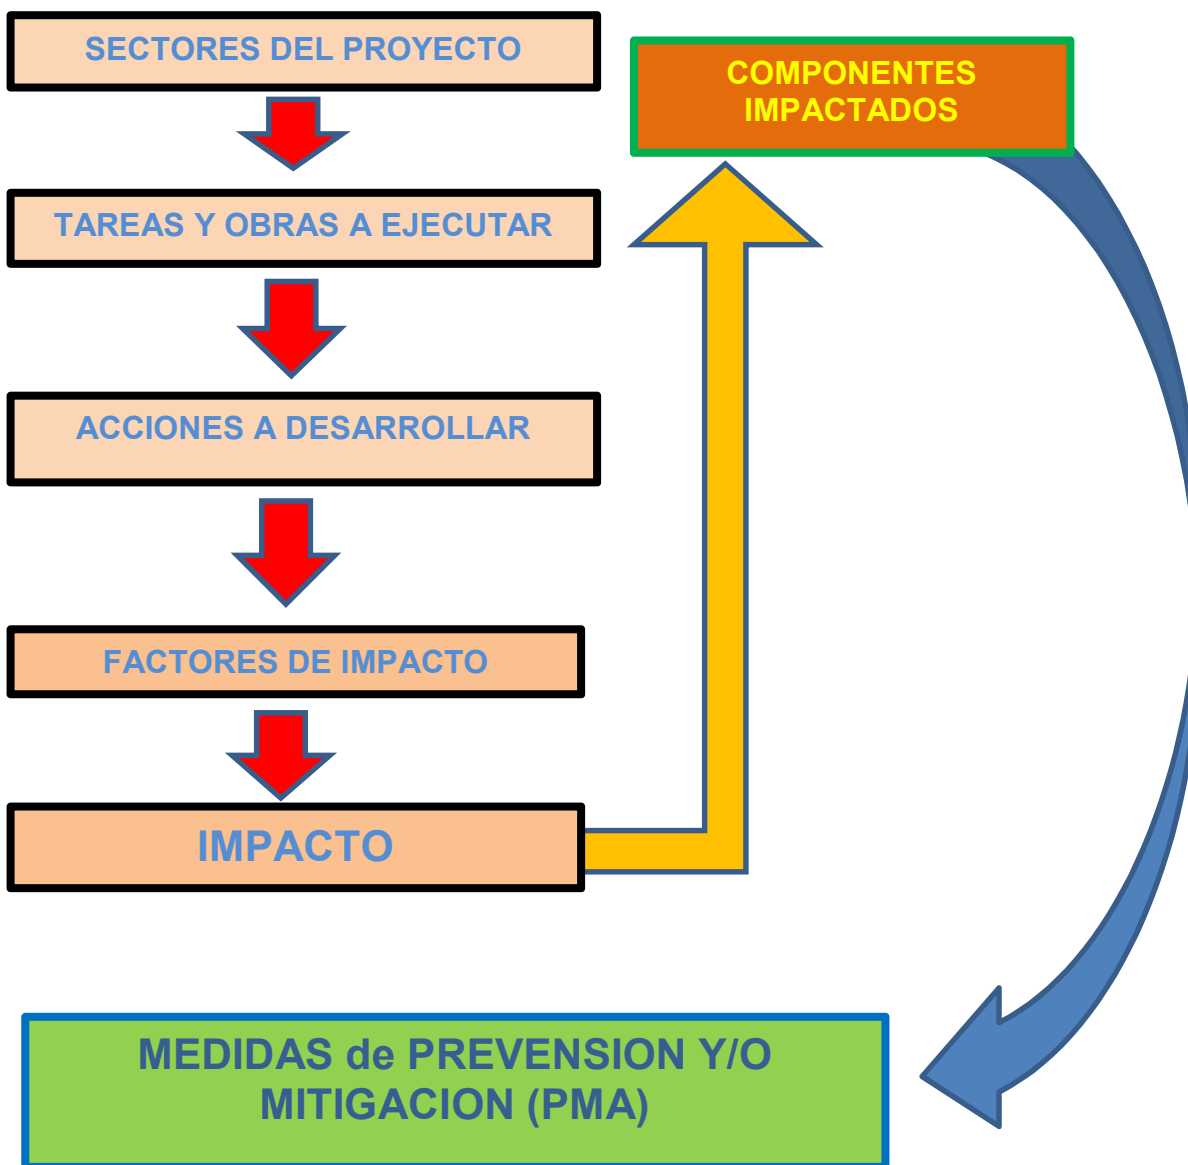 SECTORES DEL PROYECTO
COMPONENTES
IMPACTADOS
TAREAS Y OBRAS A EJECUTAR
ACCIONES A DESARROLLAR
FACTORES DE IMPACTO
IMPACTO
MEDIDAS de PREVENSION Y/O
MITIGACION (PMA)